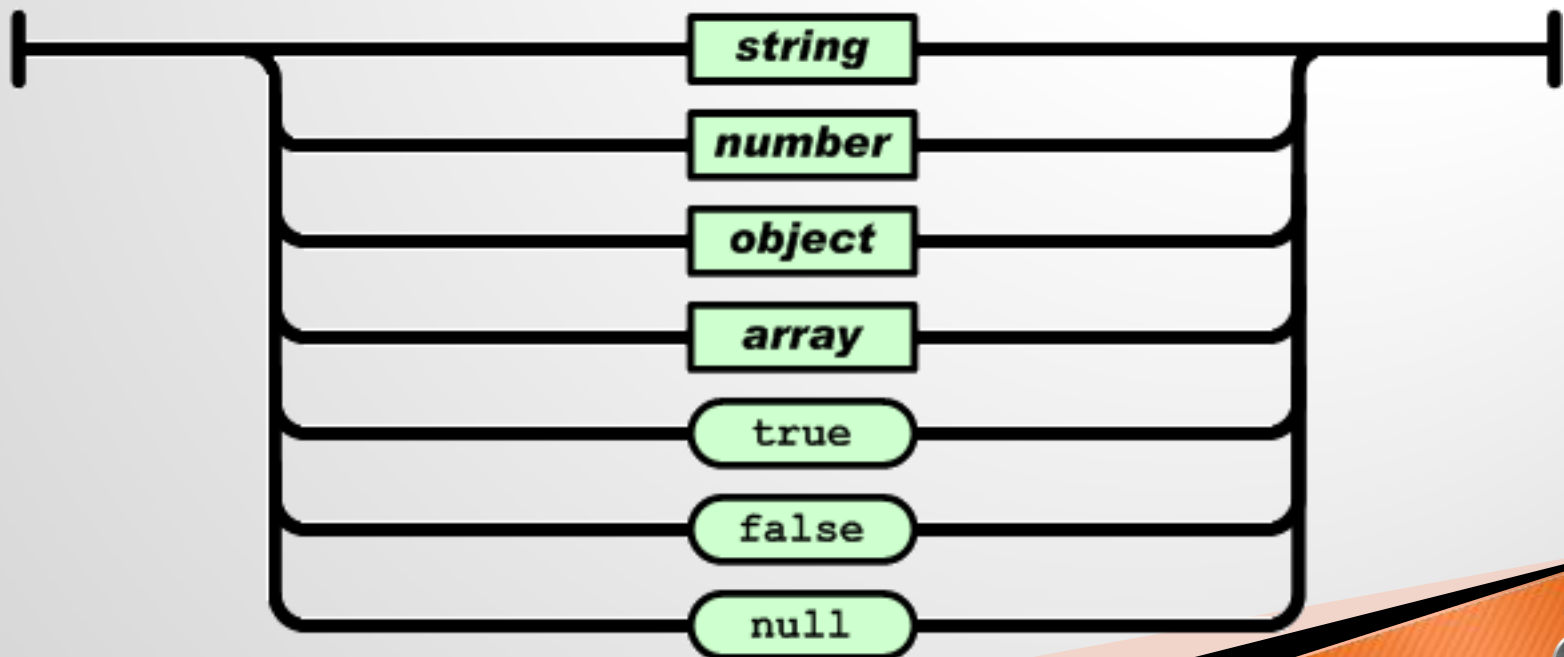 string
number
object
array
true
false
null